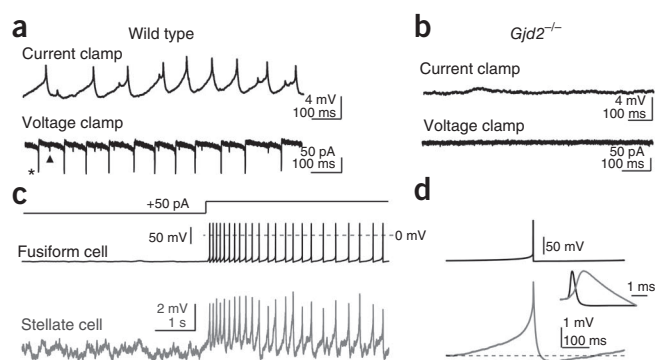 a
Wild type
Current clamp
4 mV
100 ms
Voltage clamp
50 pA
100 ms
*
b
Gjd2−/−
Current clamp
4 mV
100 ms
Voltage clamp
50 pA
100 ms
c
+50 pA
50 mV
0 mV
Fusiform cell
2 mV
1 s
Stellate cell
d
50 mV
1 ms
1 mV
100 ms